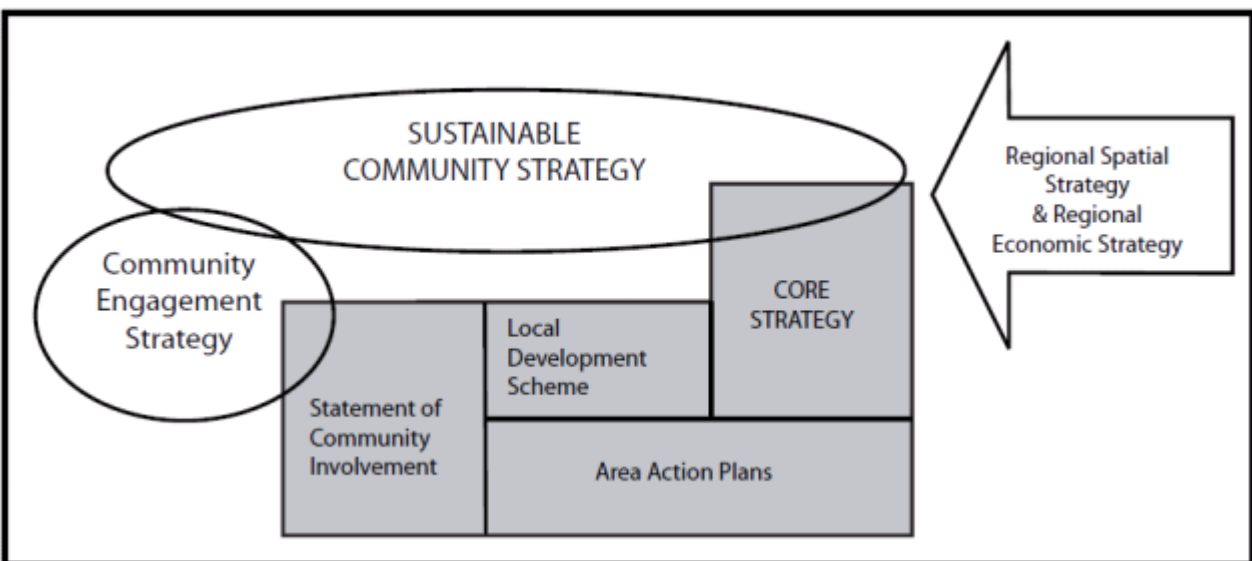 SUSTAINABLE
COMMUNITY STRATEGY
Regional Spatial
Strategy
& Regional
Economic Strategy
Community
Engagement
Strategy
CORE
STRATEGY
Local
Development
Scheme
Statement of
Community
Involvement
Area Action Plans